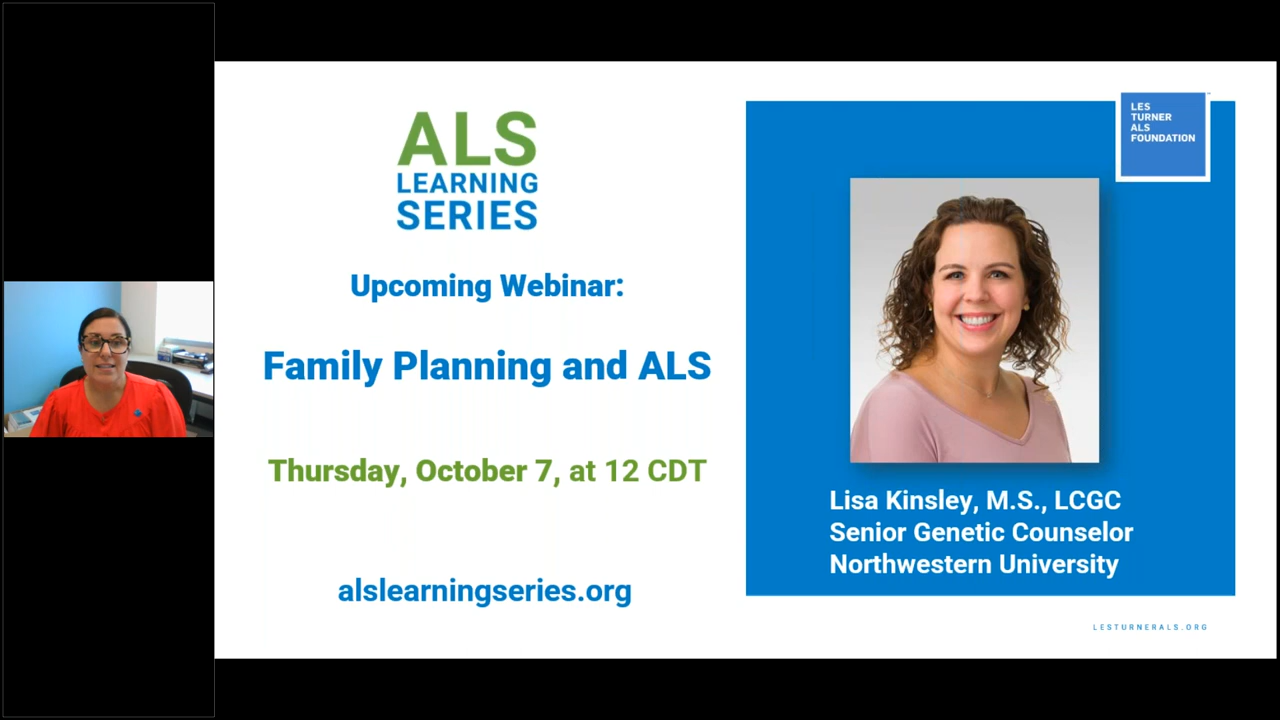 ALS
LEARNING
SERIES
Upcoming Webinar:
Family Planning and ALS
Thursday, October 7, at 12 CDT
alslearningseries.org
LES
TURNER
ALS
FOUNDATION
Lisa Kinsley, M.S., LCGC
Senior Genetic Counselor
Northwestern University
LESTURNERALS.ORG